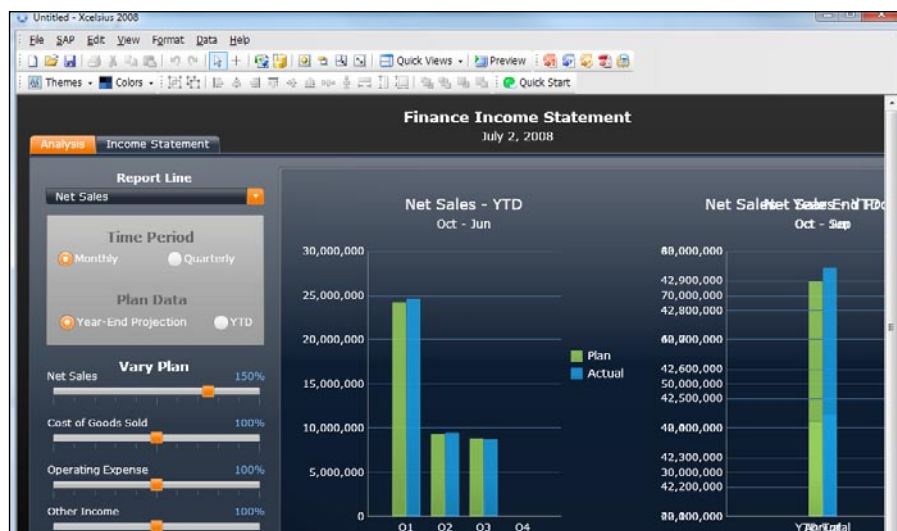 Untitled - Xcelsius 2008
File SAP Edit View Format Data Help
Quick Views Preview
Themes Colors Quick Start
Finance Income Statement
July 2, 2008
Analysis Income Statement
Report Line
Net Sales
Time Period
Monthly Quarterly
Plan Data
Year-End Projection YTD
Vary Plan
Net Sales 150%
Cost of Goods Sold 100%
Operating Expense 100%
Other Income 100%
Net Sales - YTD
Oct - Jun
30,000,000
25,000,000
20,000,000
15,000,000
10,000,000
5,000,000
0
Q1 Q2 Q3 Q4
Plan
Actual
Net Sales
Oct -
42,900,000
70,000,000
42,800,000
42,600,000
50,000,000
42,500,000
42,300,000
30,000,000
42,200,000